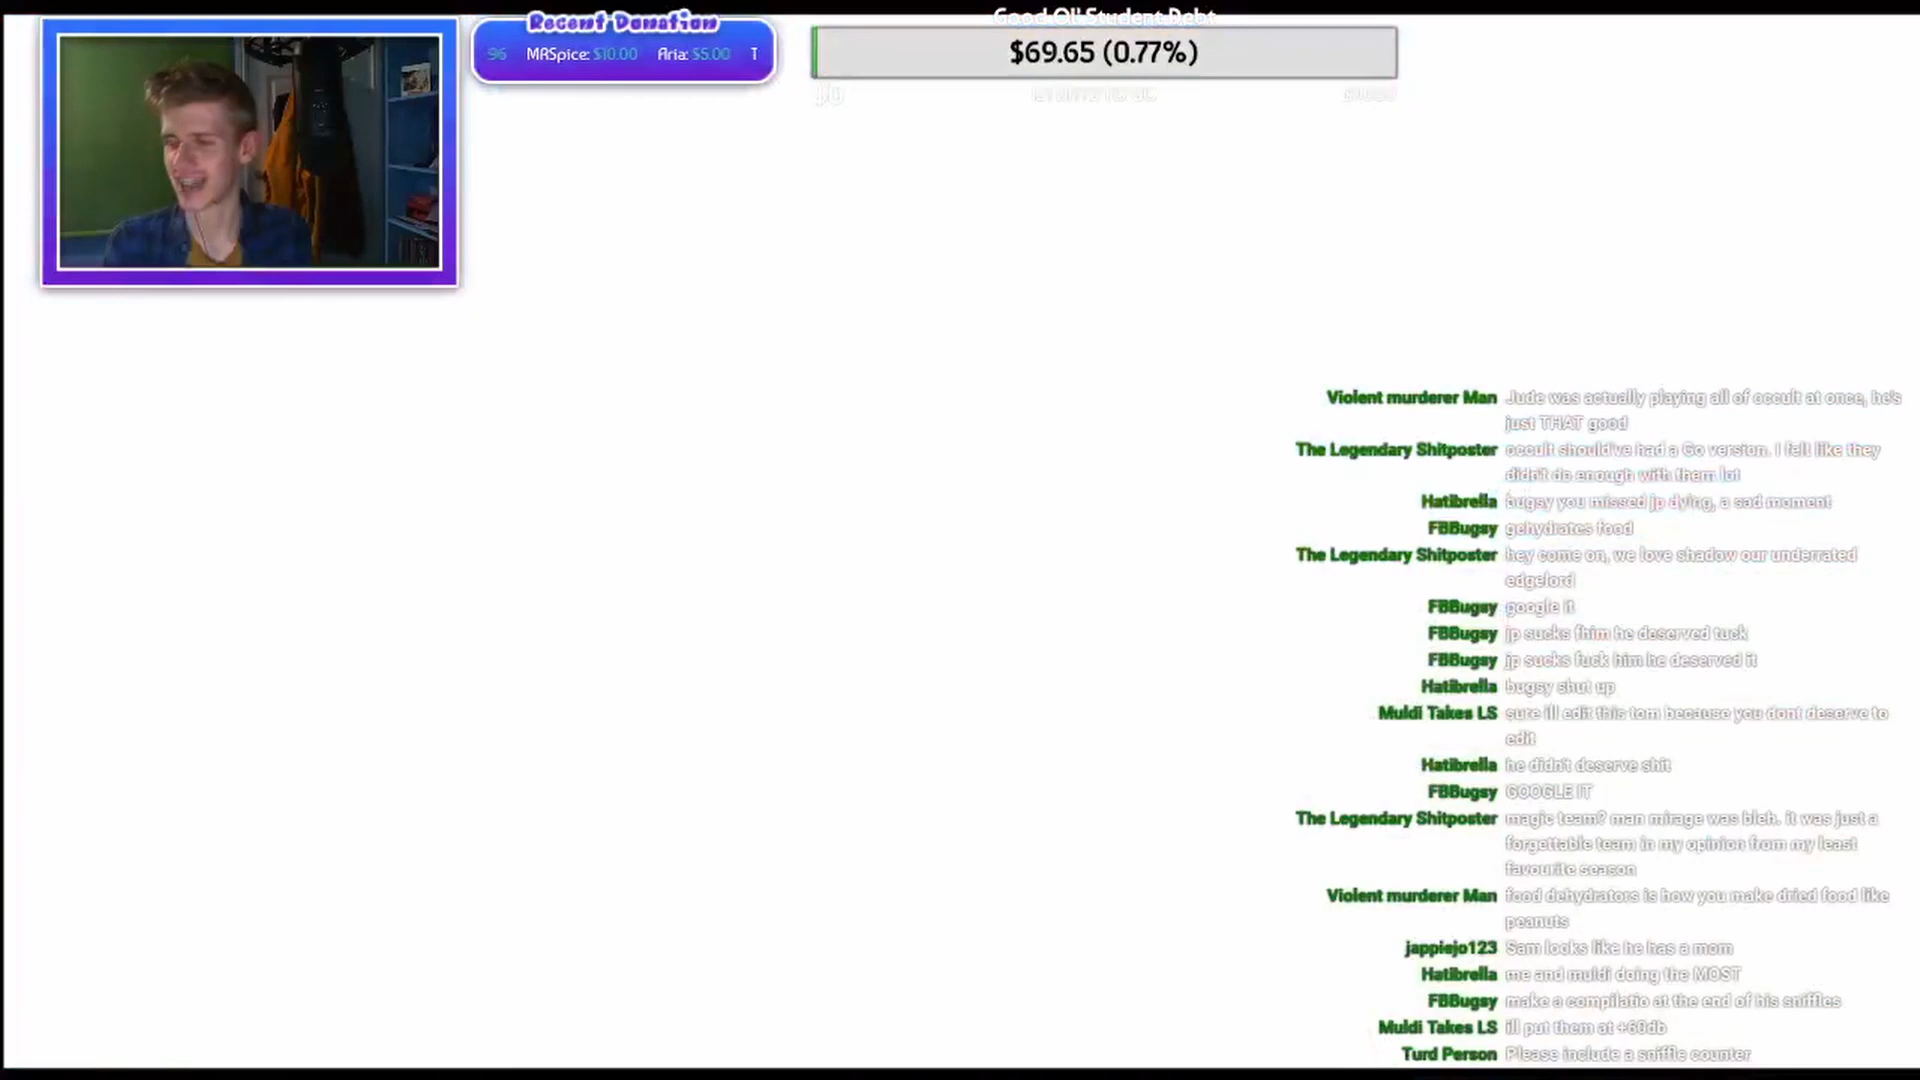 Good Ol' Student Debt
Recent Donation
96 MRSpice: $10.00 Aria: $5.00 T
$69.65 (0.77%)
Violent murderer Man Jude was actually playing all of occult at once, he's
just THAT good
The Legendary Shitposter occult should've had a Go version. I felt like they
didn't do enough with them lot
Hatibrella bugsy you missed jp dying, a sad moment
FBBugsy gehydrates food
The Legendary Shitposter hey come on, we love shadow our underrated
edgelord
FBBugsy google it
FBBugsy jp sucks fhim he deserved tuck
FBBugsy jp sucks fuck him he deserved it
Hatibrella bugsy shut up
Muldi Takes LS sure ill edit this tom because you dont deserve to
edit
Hatibrella he didn't deserve shit
FBBugsy GOOGLE IT
The Legendary Shitposter magic team? man mirage was bleh. it was just a
forgettable team in my opinion from my least
favourite season
Violent murderer Man food dehydrators is how you make dried food like
peanuts
jappiejo123 Sam looks like he has a mom
Hatibrella me and muldi doing the MOST
FBBugsy make a compilatio at the end of his sniffles
Muldi Takes LS ill put them at +60db
Turd Person Please include a sniffle counter